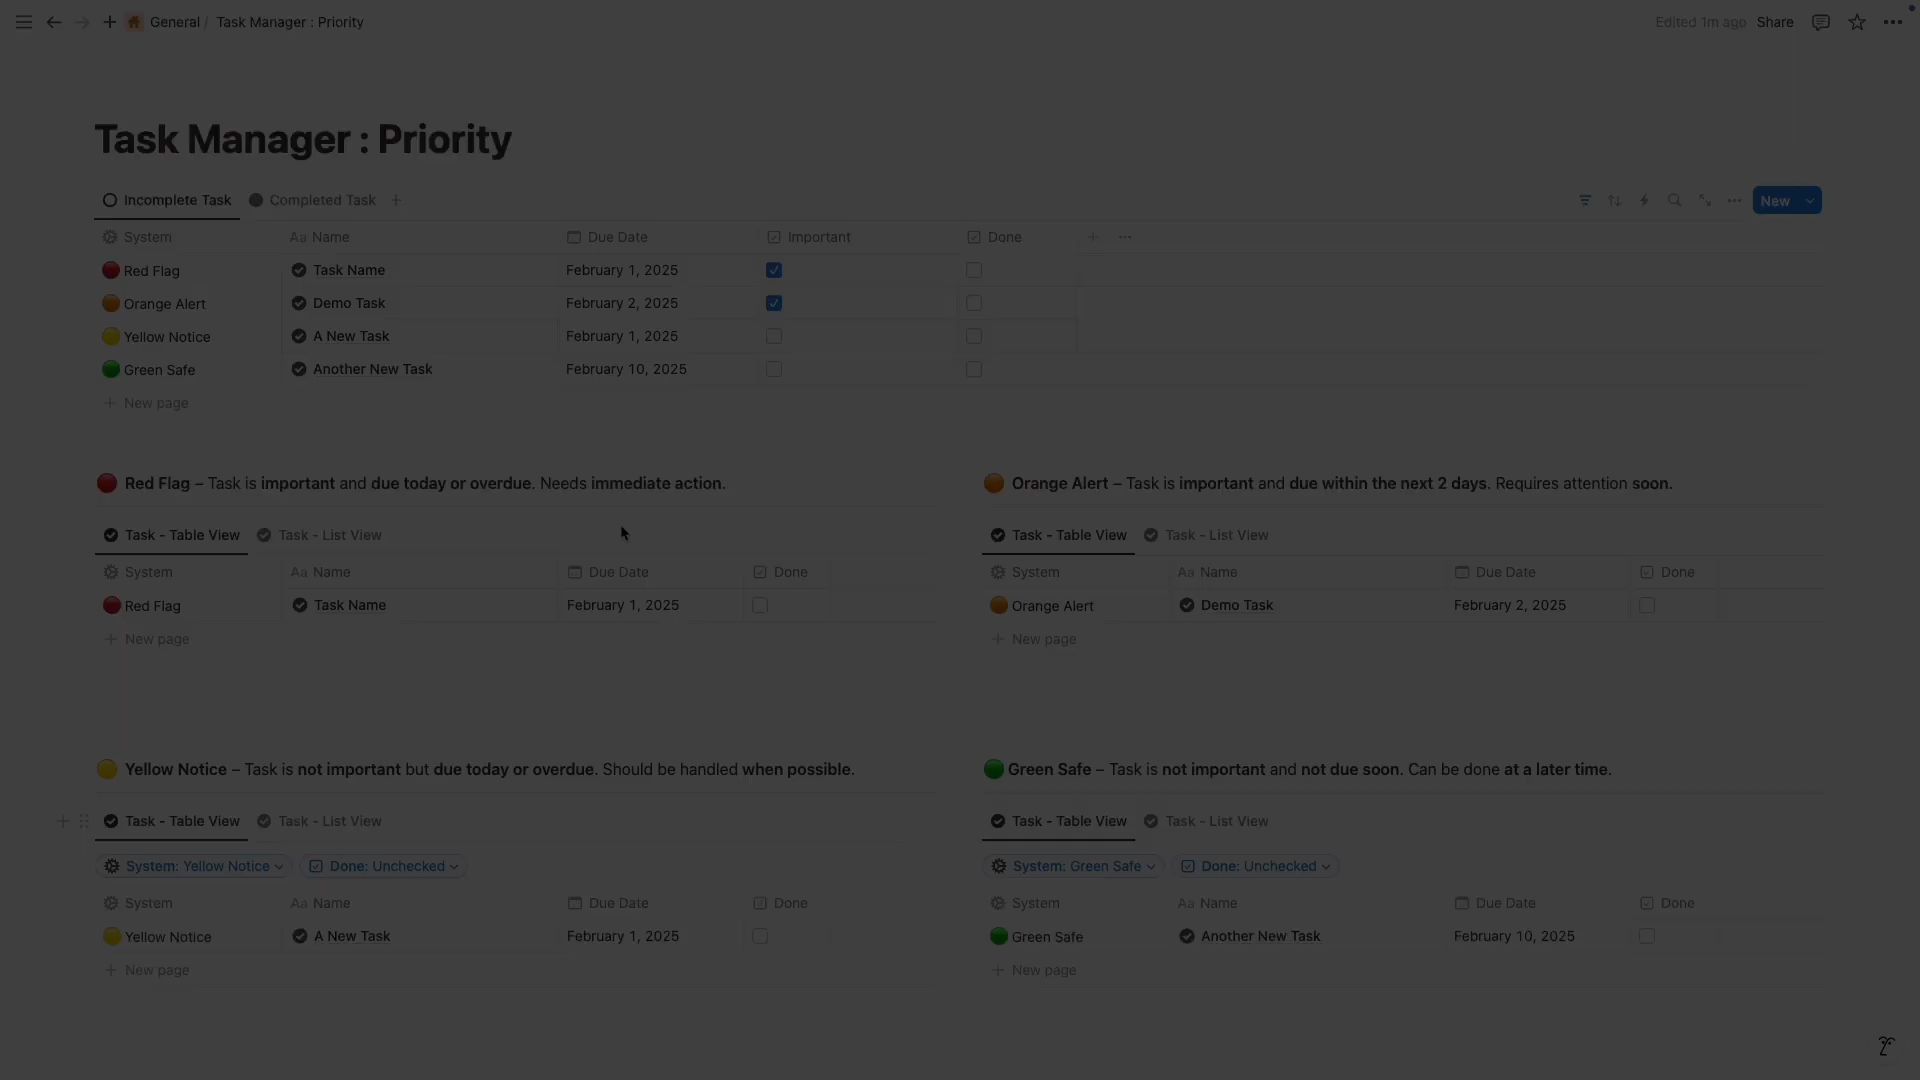 General / Task Manager : Priority
Edited 1m ago Share
Task Manager : Priority
Incomplete Task Completed Task
New
System Aa Name Due Date Important Done
Red Flag Task Name February 1, 2025
Orange Alert Demo Task February 2, 2025
Yellow Notice A New Task February 1, 2025
Green Safe Another New Task February 10, 2025
New page
Red Flag – Task is important and due today or overdue. Needs immediate action.
Task - Table View Task - List View
System Aa Name Due Date Done
Red Flag Task Name February 1, 2025
New page
Orange Alert – Task is important and due within the next 2 days. Requires attention soon.
Task - Table View Task - List View
System Aa Name Due Date Done
Orange Alert Demo Task February 2, 2025
New page
Yellow Notice – Task is not important but due today or overdue. Should be handled when possible.
Task - Table View Task - List View
System: Yellow Notice Done: Unchecked
System Aa Name Due Date Done
Yellow Notice A New Task February 1, 2025
New page
Green Safe – Task is not important and not due soon. Can be done at a later time.
Task - Table View Task - List View
System: Green Safe Done: Unchecked
System Aa Name Due Date Done
Green Safe Another New Task February 10, 2025
New page